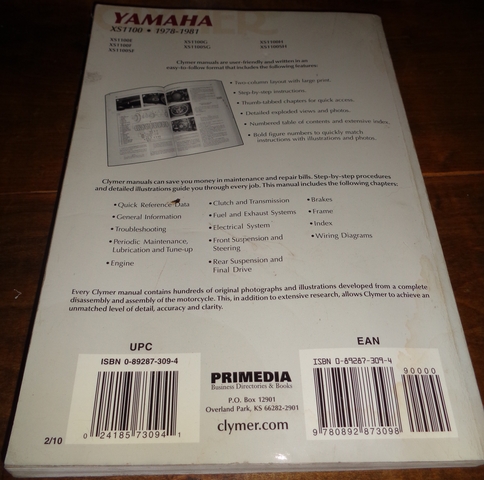 YAMAHA
XS1100 • 1978-1981
XS1100E XS1100G XS1100H
XS1100F XS1100SG XS1100SH
XS1100SF
Clymer manuals are user-friendly and written in an
easy-to-follow format that includes the following features:
• Two-column layout with large print.
• Step-by-step instructions.
• Thumb-tabbed chapters for quick access.
• Detailed exploded views and photos.
• Numbered table of contents and extensive index.
• Bold figure numbers to quickly match
instructions with illustrations and photos.
Clymer manuals can save you money in maintenance and repair bills. Step-by-step procedures
and detailed illustrations guide you through every job. This manual includes the following chapters:
• Quick Reference Data
• General Information
• Troubleshooting
• Periodic Maintenance,
Lubrication and Tune-up
• Engine
• Clutch and Transmission
• Fuel and Exhaust Systems
• Electrical System
• Front Suspension and
Steering
• Rear Suspension and
Final Drive
• Brakes
• Frame
• Index
• Wiring Diagrams
Every Clymer manual contains hundreds of original photographs and illustrations developed from a complete
disassembly and assembly of the motorcycle. This, in addition to extensive research, allows Clymer to achieve an
unmatched level of detail, accuracy and clarity.
UPC
ISBN 0-89287-309-4
0 24185 73094 1
2/10
PRIMEDIA
Business Directories & Books
P.O. Box 12901
Overland Park, KS 66282-2901
clymer.com
EAN
ISBN 0-89287-309-4
90000
9 780892 873098